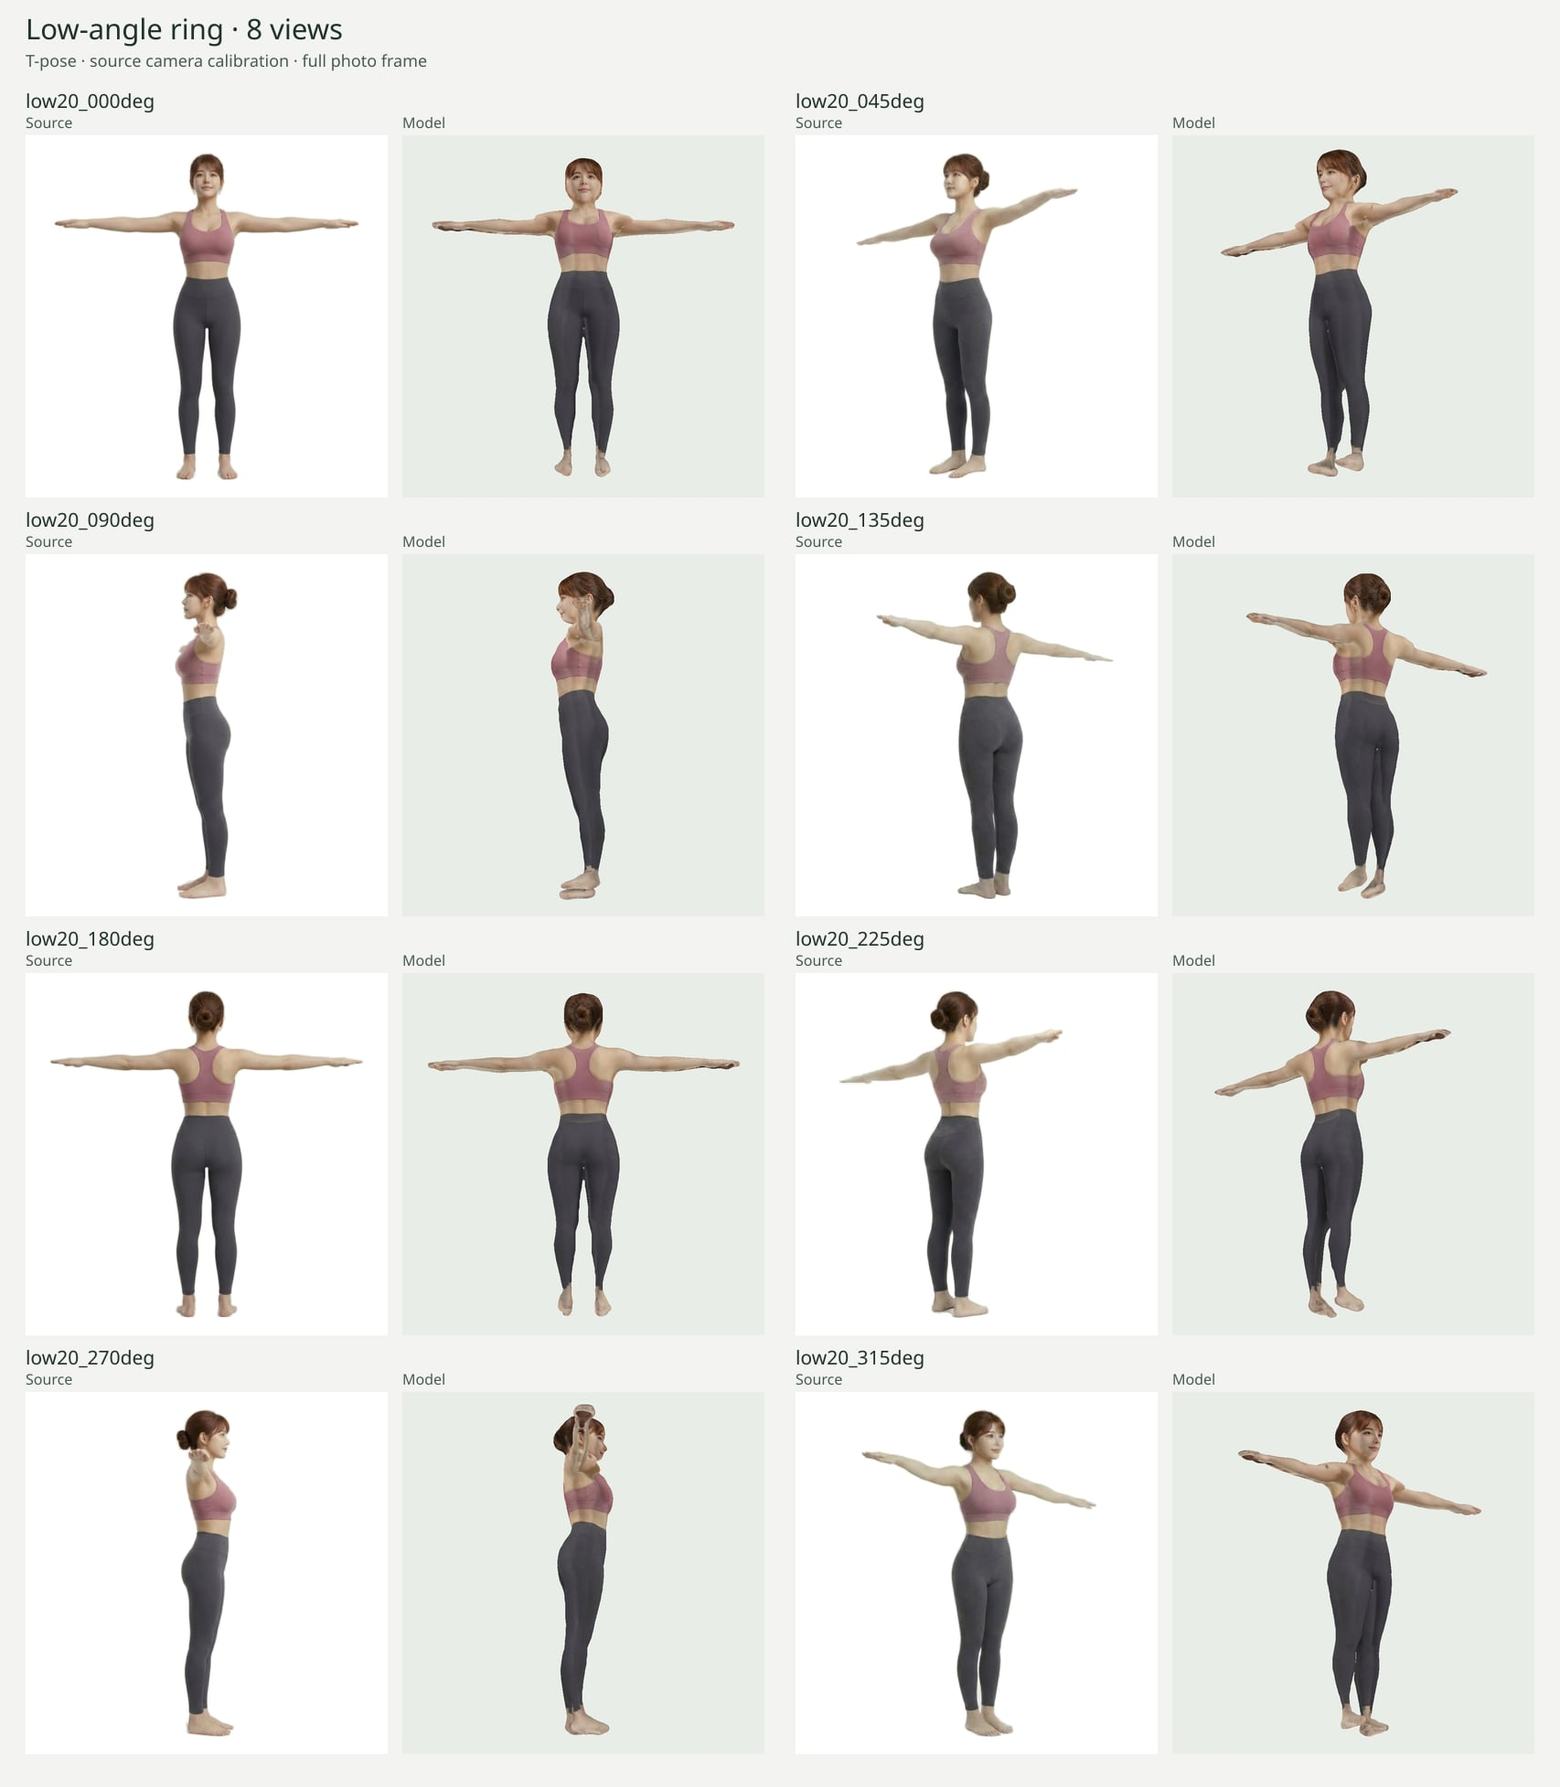 Low-angle ring · 8 views
T-pose · source camera calibration · full photo frame
low20_000deg
Source
Model
low20_045deg
Source
Model
low20_090deg
Source
Model
low20_135deg
Source
Model
low20_180deg
Source
Model
low20_225deg
Source
Model
low20_270deg
Source
Model
low20_315deg
Source
Model